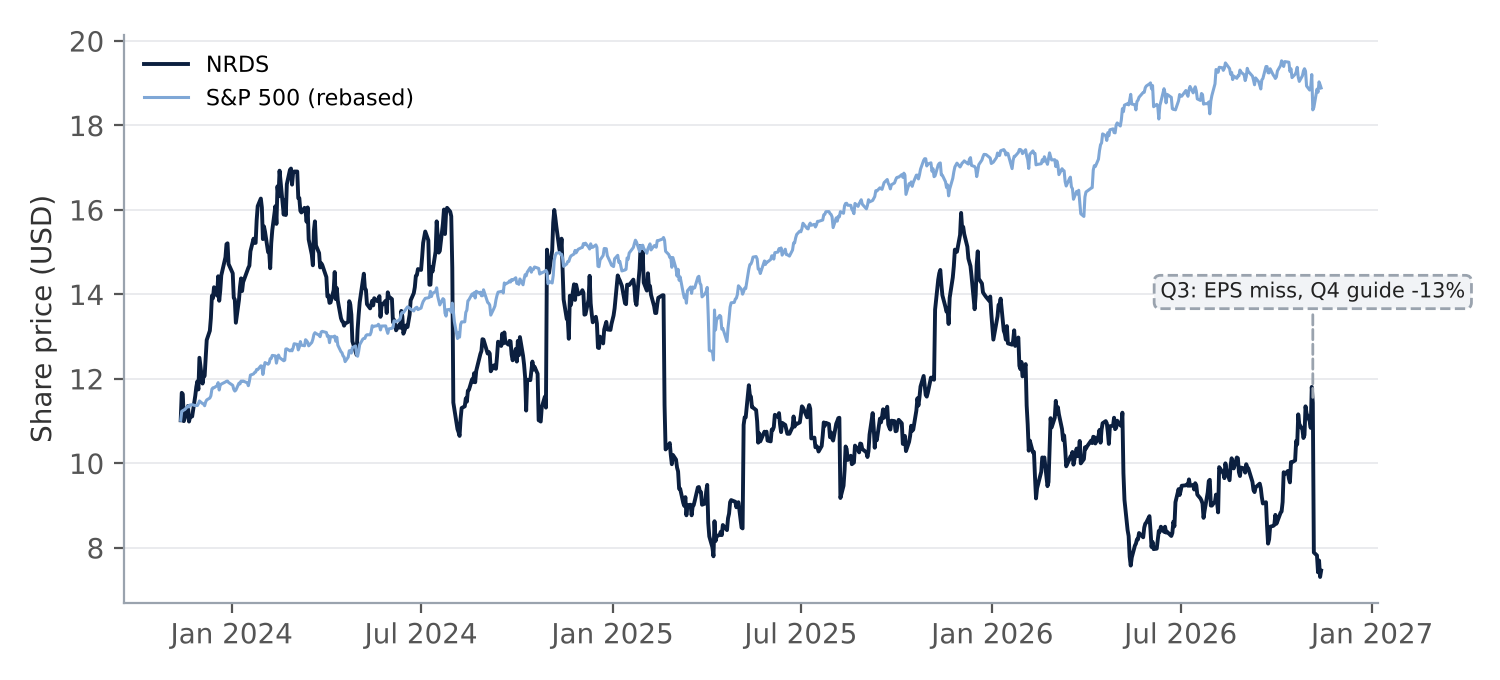 NRDS
S&P 500 (rebased)
Share price (USD)
20
18
16
14
12
10
8
Q3: EPS miss, Q4 guide -13%
Jan 2024
Jul 2024
Jan 2025
Jul 2025
Jan 2026
Jul 2026
Jan 2027